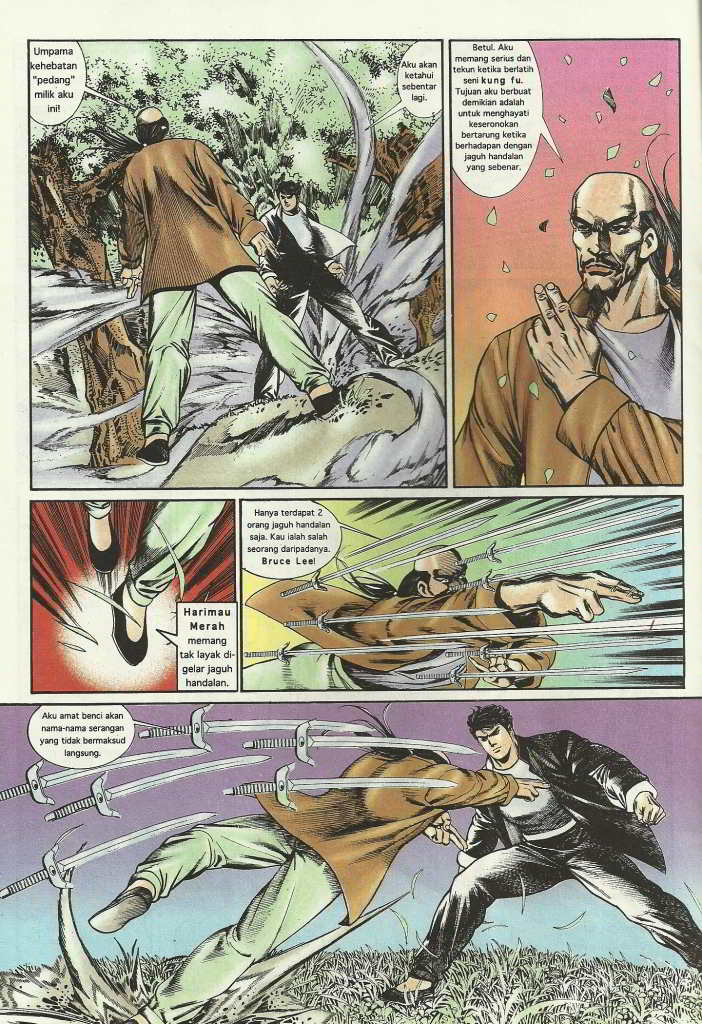 Umpama
kehebatan
"pedang"
milik aku
ini!
Aku akan
ketahui
sebentar
lagi.
Betul. Aku
memang serius dan
tekun ketika berlatih
seni kung fu.
Tujuan aku berbuat
demikian adalah
untuk menghayati
keseronokan
bertarung ketika
berhadapan dengan
jaguh handalan
yang sebenar.
Harimau
Merah
memang
tak layak di-
gelar jaguh
handalan.
Hanya terdapat 2
orang jaguh handalan
saja. Kau ialah salah
seorang daripadanya.
Bruce Lee!
Aku amat benci akan
nama-nama serangan
yang tidak bermaksud
langsung.